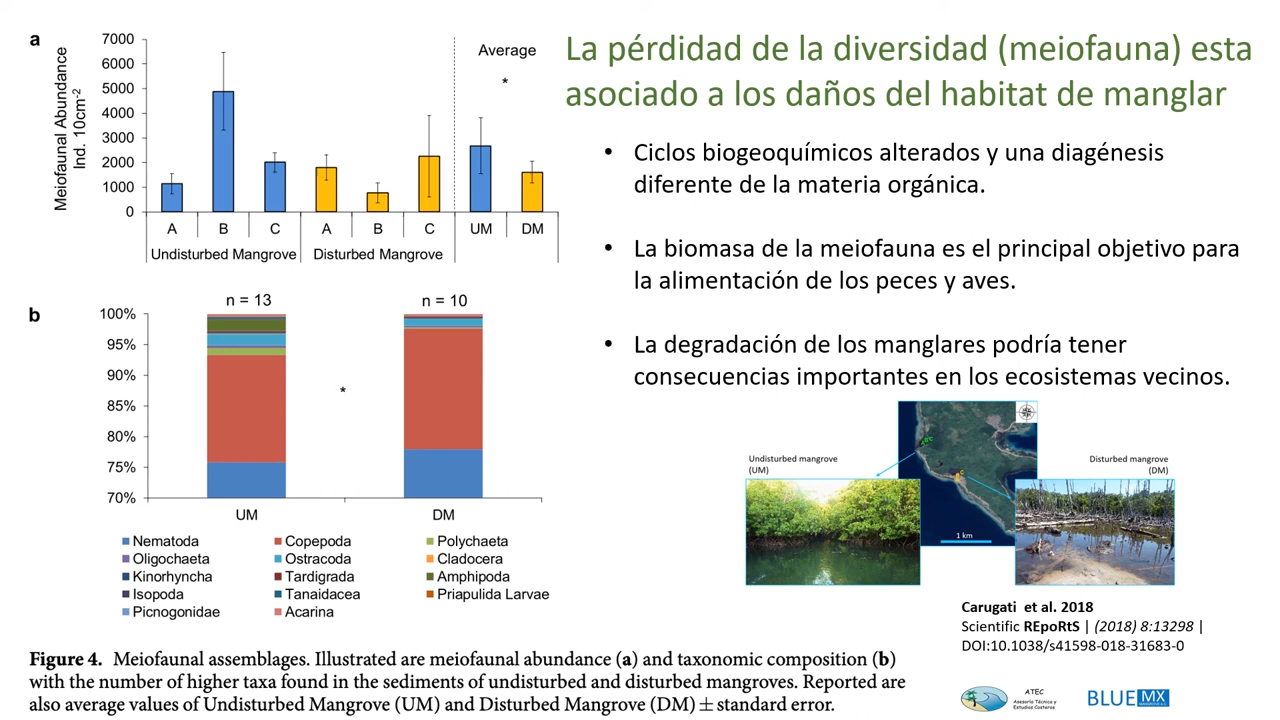 La pérdidad de la diversidad (meiofauna) esta
asociado a los daños del habitat de manglar
a
Meiofaunal Abundance
Ind. 10cm-2
7000
6000
5000
4000
3000
2000
1000
0
Average
*
A B C A B C UM DM
Undisturbed Mangrove Disturbed Mangrove
b
n = 13 n = 10
100%
95%
90%
85%
80%
75%
70%
*
UM DM
Nematoda Copepoda Polychaeta
Oligochaeta Ostracoda Cladocera
Kinorhyncha Tardigrada Amphipoda
Isopoda Tanaidacea Priapulida Larvae
Picnogonidae Acarina
Figure 4. Meiofaunal assemblages. Illustrated are meiofaunal abundance (a) and taxonomic composition (b)
with the number of higher taxa found in the sediments of undisturbed and disturbed mangroves. Reported are
also average values of Undisturbed Mangrove (UM) and Disturbed Mangrove (DM) ± standard error.
• Ciclos biogeoquímicos alterados y una diagénesis
diferente de la materia orgánica.
• La biomasa de la meiofauna es el principal objetivo para
la alimentación de los peces y aves.
• La degradación de los manglares podría tener
consecuencias importantes en los ecosistemas vecinos.
Undisturbed mangrove
(UM)
Disturbed mangrove
(DM)
1 km
Carugati et al. 2018
Scientific REpoRtS | (2018) 8:13298 |
DOI:10.1038/s41598-018-31683-0
ATEC
Asesoría Técnica y
Estudios Costeros
BLUE MX